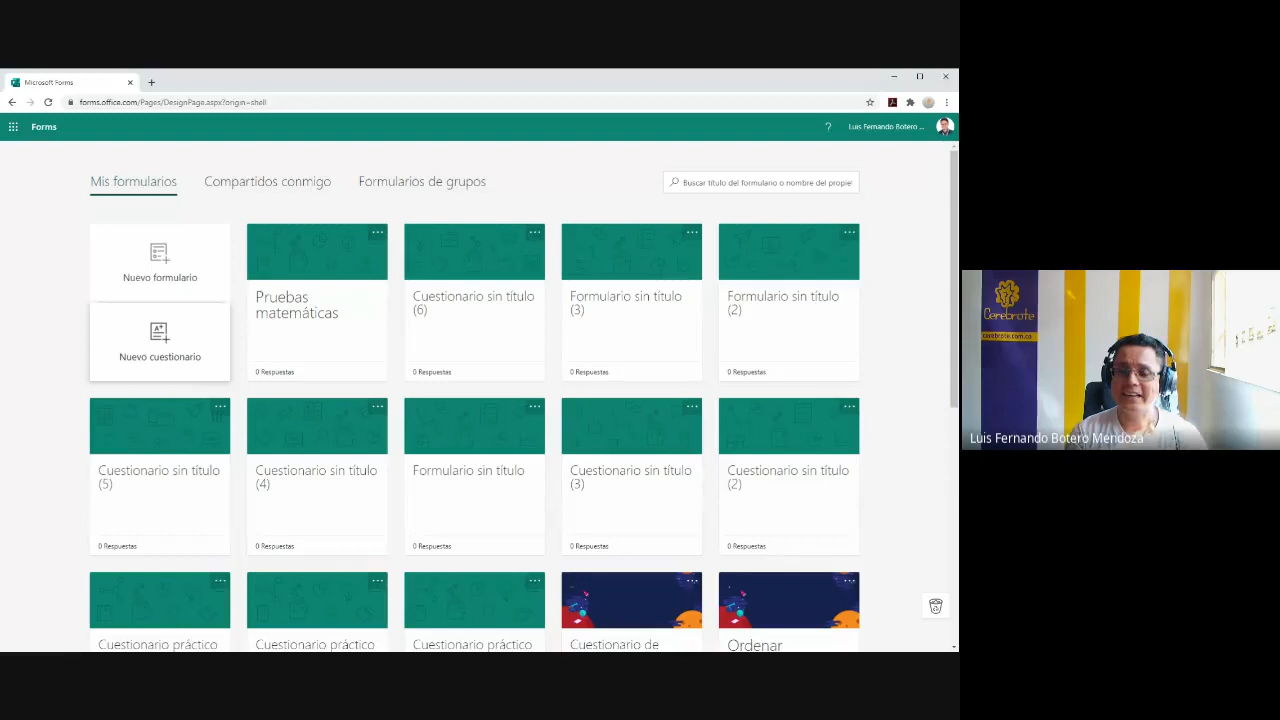 Microsoft Forms
forms.office.com/Pages/DesignPage.aspx?origin=shell
Forms
?
Luis Fernando Botero ...
Mis formularios
Compartidos conmigo
Formularios de grupos
Buscar título del formulario o nombre del propiet
Nuevo formulario
Nuevo cuestionario
Pruebas
matemáticas
0 Respuestas
Cuestionario sin título
(6)
0 Respuestas
Formulario sin título
(3)
0 Respuestas
Formulario sin título
(2)
0 Respuestas
Cuestionario sin título
(5)
0 Respuestas
Cuestionario sin título
(4)
0 Respuestas
Formulario sin título
0 Respuestas
Cuestionario sin título
(3)
0 Respuestas
Cuestionario sin título
(2)
0 Respuestas
Cuestionario práctico
Cuestionario práctico
Cuestionario práctico
Cuestionario de
Ordenar
Cerebrote
cerebrote.com.co
Luis Fernando Botero Mendoza